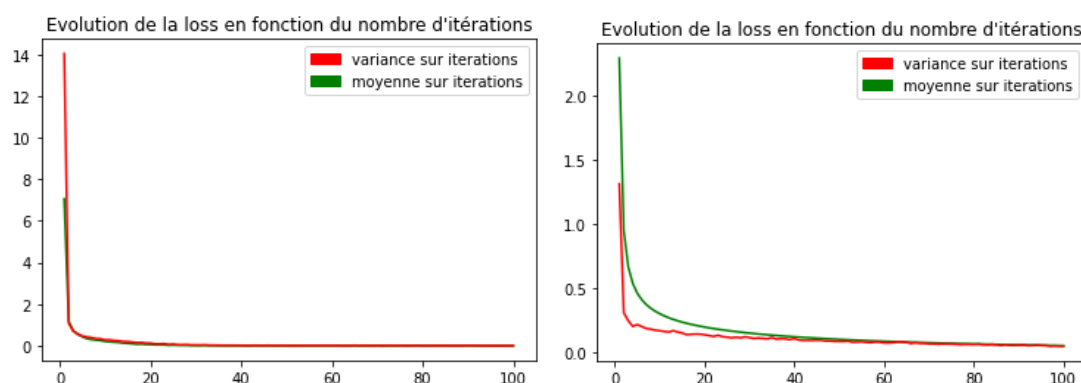 Evolution de la loss en fonction du nombre d'itérations
variance sur iterations
moyenne sur iterations
14
12
10
8
6
4
2
0
0 20 40 60 80 100
Evolution de la loss en fonction du nombre d'itérations
variance sur iterations
moyenne sur iterations
2.0
1.5
1.0
0.5
0.0
0 20 40 60 80 100